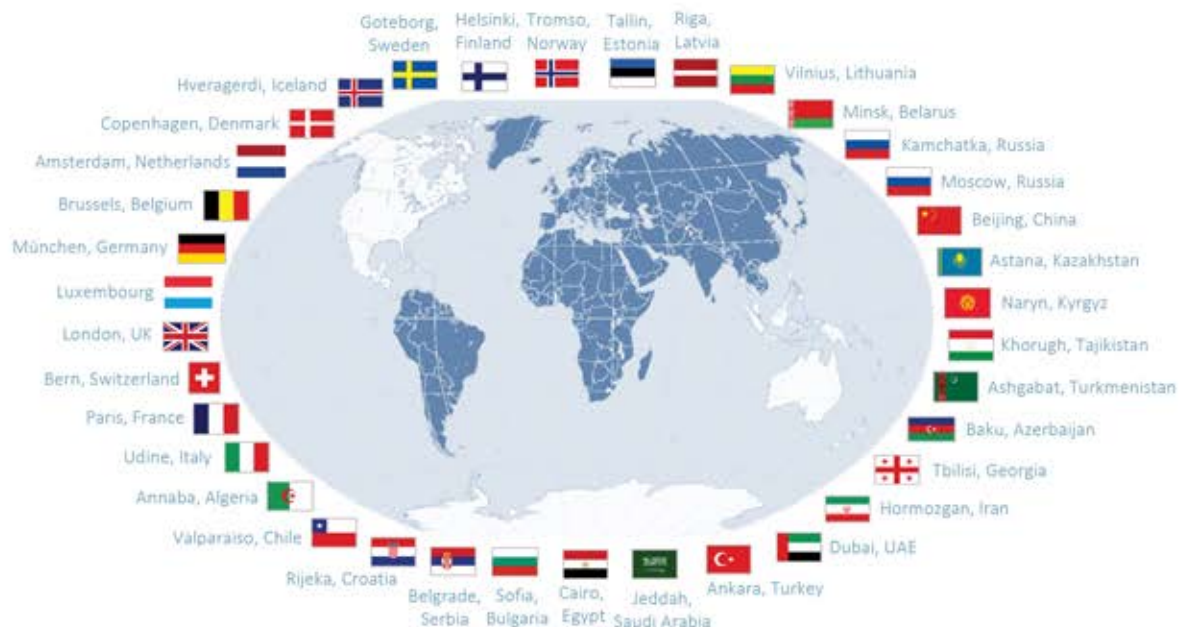 Goteborg,
Sweden
Helsinki,
Finland
Tromso,
Norway
Tallin,
Estonia
Riga,
Latvia
Vilnius, Lithuania
Minsk, Belarus
Kamchatka, Russia
Moscow, Russia
Beijing, China
Astana, Kazakhstan
Naryn, Kyrgyz
Khorugh, Tajikistan
Ashgabat, Turkmenistan
Baku, Azerbaijan
Tbilisi, Georgia
Hormozgan, Iran
Dubai, UAE
Ankara, Turkey
Jeddah,
Saudi Arabia
Cairo,
Egypt
Sofia,
Bulgaria
Belgrade,
Serbia
Rijeka, Croatia
Valparaiso, Chile
Annaba, Algeria
Udine, Italy
Paris, France
Bern, Switzerland
London, UK
Luxembourg
München, Germany
Brussels, Belgium
Amsterdam, Netherlands
Copenhagen, Denmark
Hveragerdi, Iceland